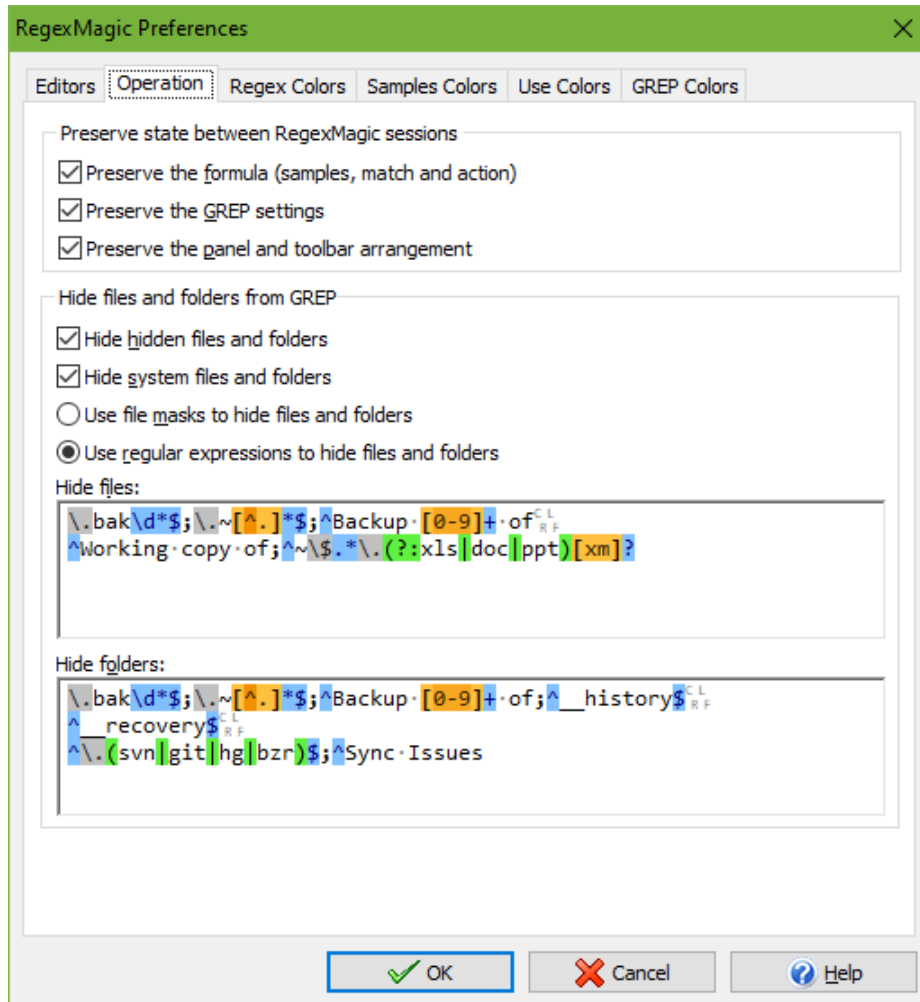 RegexMagic Preferences
Editors Operation Regex Colors Samples Colors Use Colors GREP Colors
Preserve state between RegexMagic sessions
Preserve the formula (samples, match and action)
Preserve the GREP settings
Preserve the panel and toolbar arrangement
Hide files and folders from GREP
Hide hidden files and folders
Hide system files and folders
Use file masks to hide files and folders
Use regular expressions to hide files and folders
Hide files:
\.bak\d*$;\.~[^.]*$;^Backup·[0-9]+·of CRLF
^Working·copy·of;^~\$.*\.(?:xls|doc|ppt)[xm]?
Hide folders:
\.bak\d*$;\.~[^.]*$;^Backup·[0-9]+·of;^__history$ CRLF
^__recovery$ CRLF
^\.(svn|git|hg|bzr)$;^Sync·Issues
OK Cancel Help